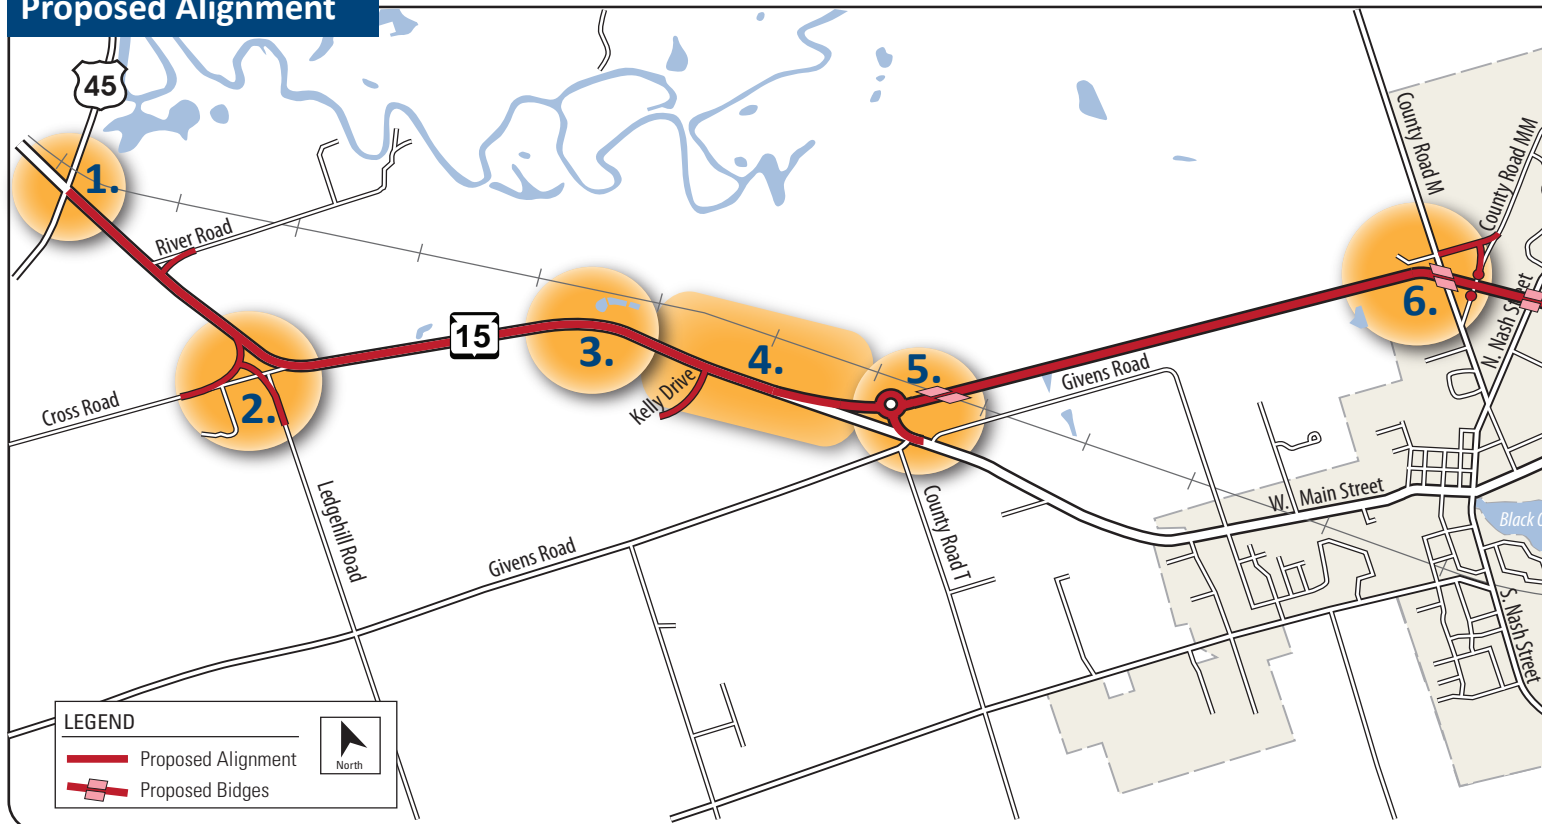 Proposed Alignment
45
1.
River Road
County Road M
County Road MM
15
3.
4.
5.
6.
N. Nash Street
Kelly Drive
Givens Road
Cross Road
2.
Ledgehill Road
W. Main Street
County Road T
Black
Givens Road
S. Nash Street
LEGEND
Proposed Alignment
Proposed Bidges
North